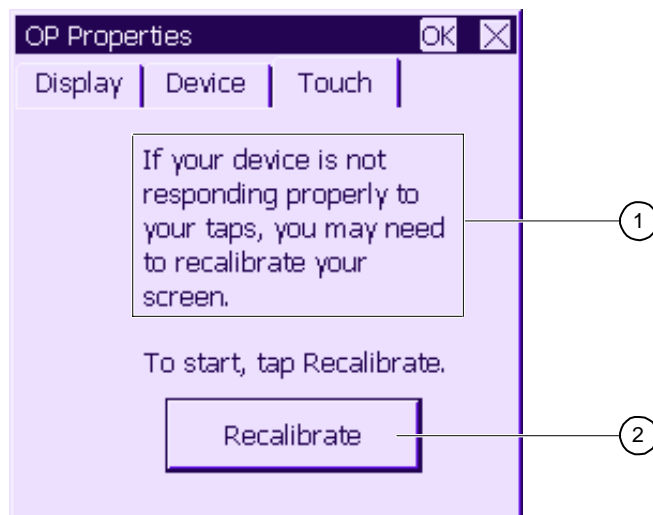 OP Properties OK
Display Device Touch
If your device is not
responding properly to
your taps, you may need
to recalibrate your
screen.
1
To start, tap Recalibrate.
Recalibrate
2